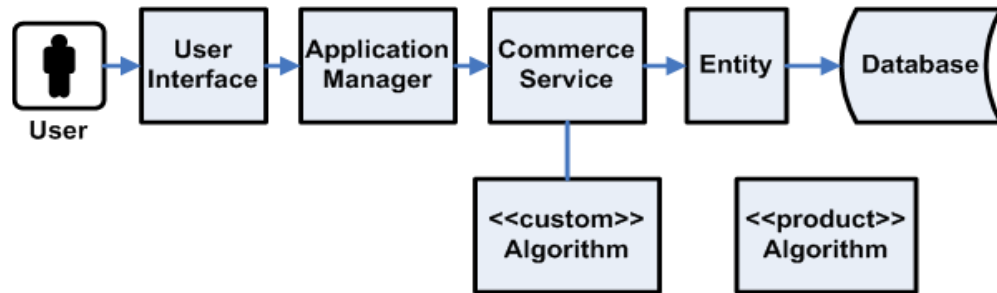 User
Interface
Application
Manager
Commerce
Service
Entity
Database
User
<<custom>>
Algorithm
<<product>>
Algorithm